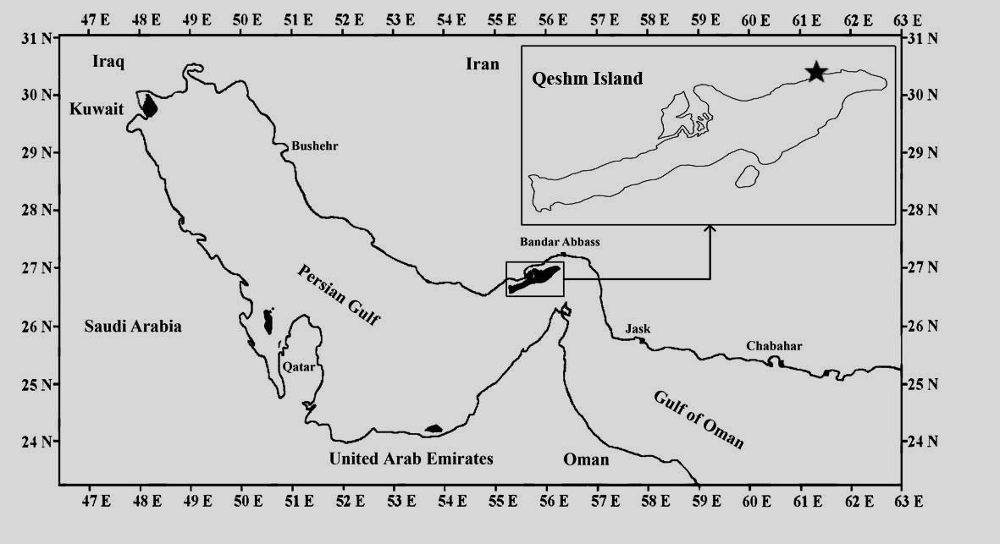 47 E 48 E 49 E 50 E 51 E 52 E 53 E 54 E 55 E 56 E 57 E 58 E 59 E 60 E 61 E 62 E 63 E
31 N 31 N
Iraq Iran
Qeshm Island
30 N 30 N
Kuwait
Bushehr
29 N 29 N
28 N 28 N
Bandar Abbass
27 N 27 N
Persian Gulf
26 N 26 N
Saudi Arabia
Jask
Chabahar
Qatar
25 N 25 N
Gulf of Oman
24 N 24 N
United Arab Emirates Oman
47 E 48 E 49 E 50 E 51 E 52 E 53 E 54 E 55 E 56 E 57 E 58 E 59 E 60 E 61 E 62 E 63 E